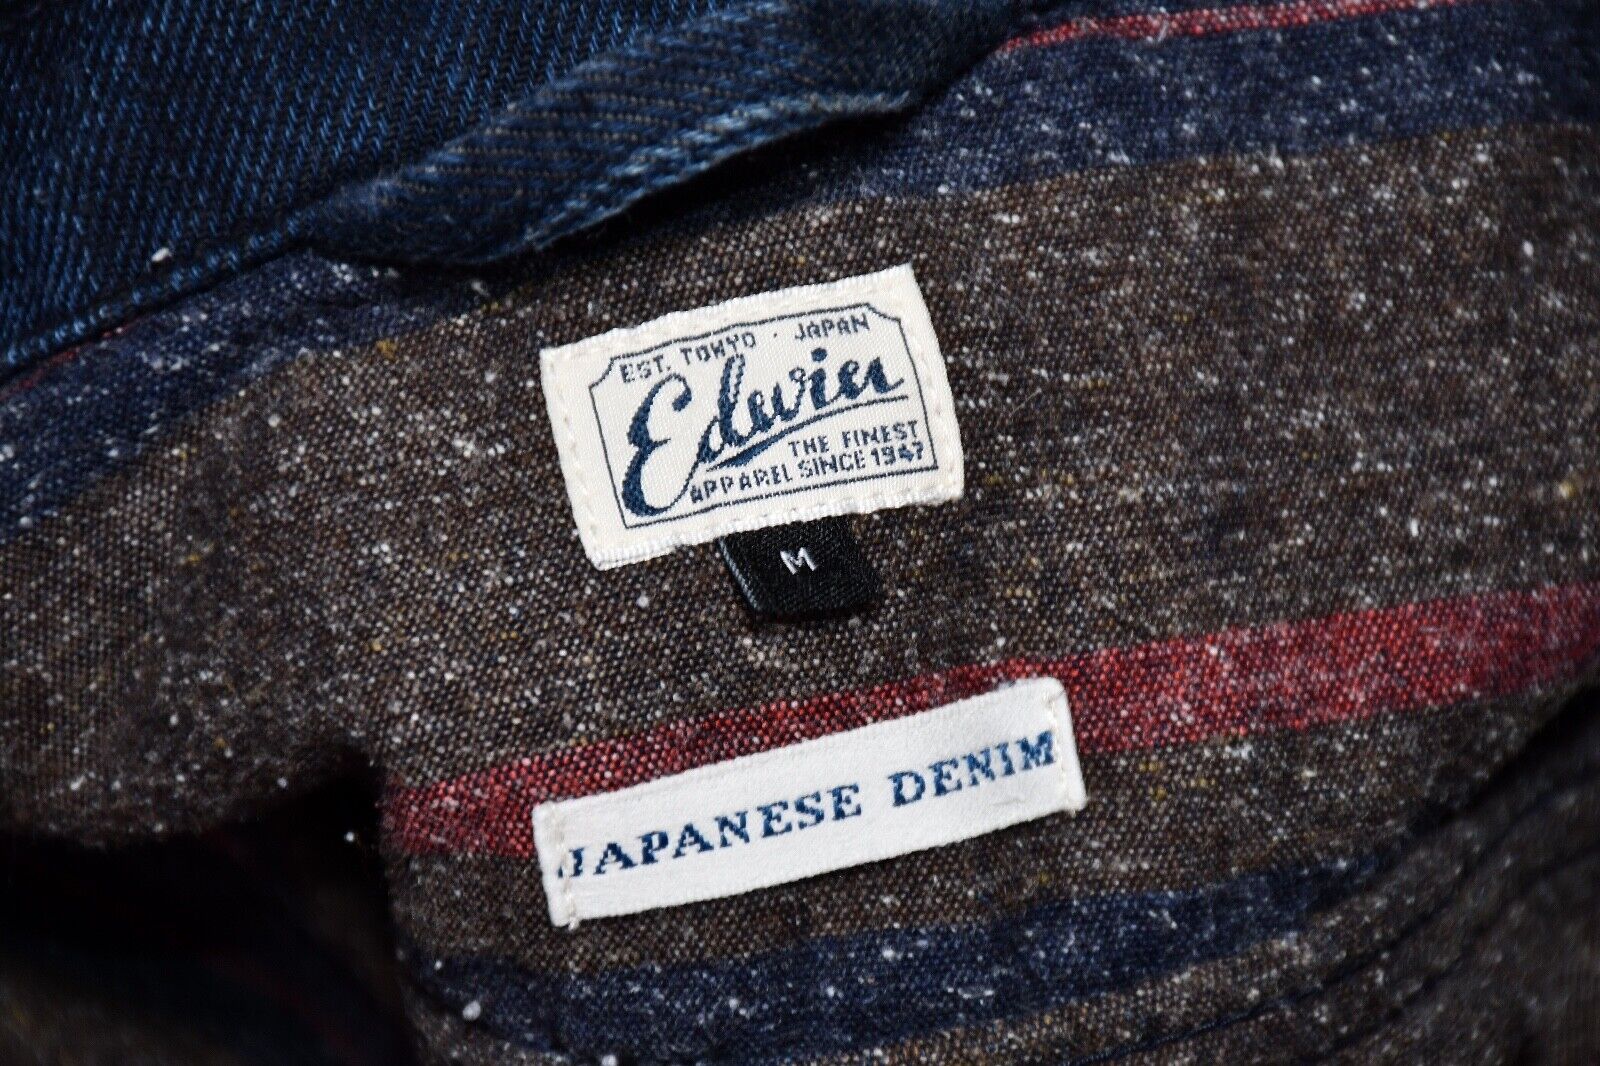 EST. TOKYO · JAPAN
Edwin
THE FINEST
APPAREL SINCE 1947
M
JAPANESE DENIM